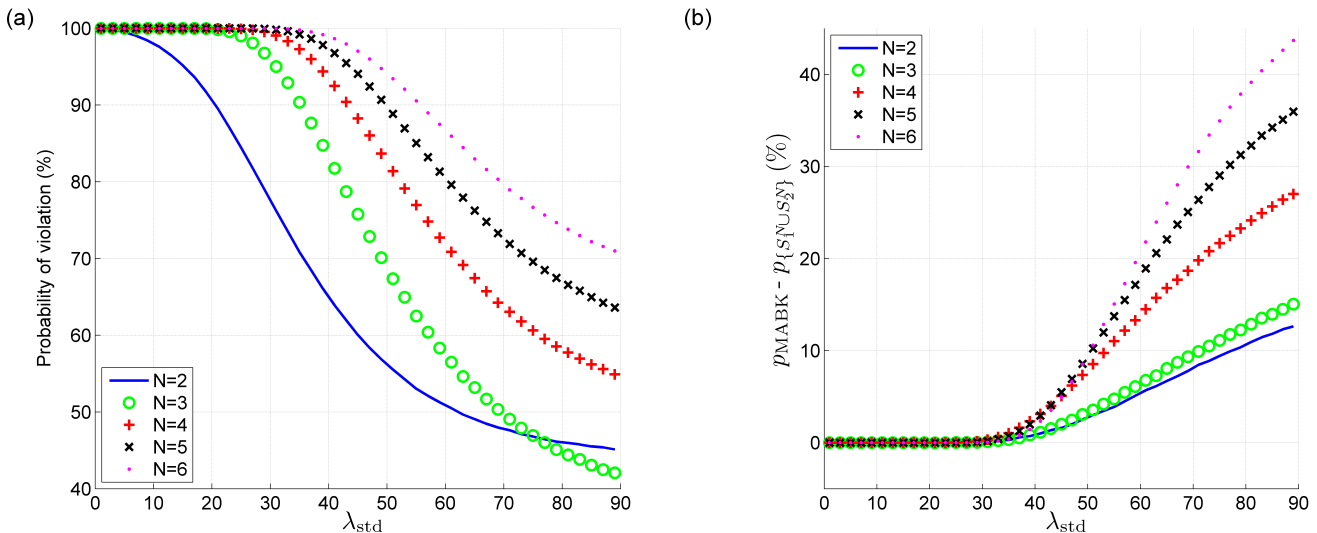 (a)
Probability of violation (%)
100
90
80
70
60
50
40
0 10 20 30 40 50 60 70 80 90
λstd
N=2
N=3
N=4
N=5
N=6
(b)
pMABK - p{S₁ᴺ∪S₂ᴺ} (%)
40
30
20
10
0
0 10 20 30 40 50 60 70 80 90
λstd
N=2
N=3
N=4
N=5
N=6